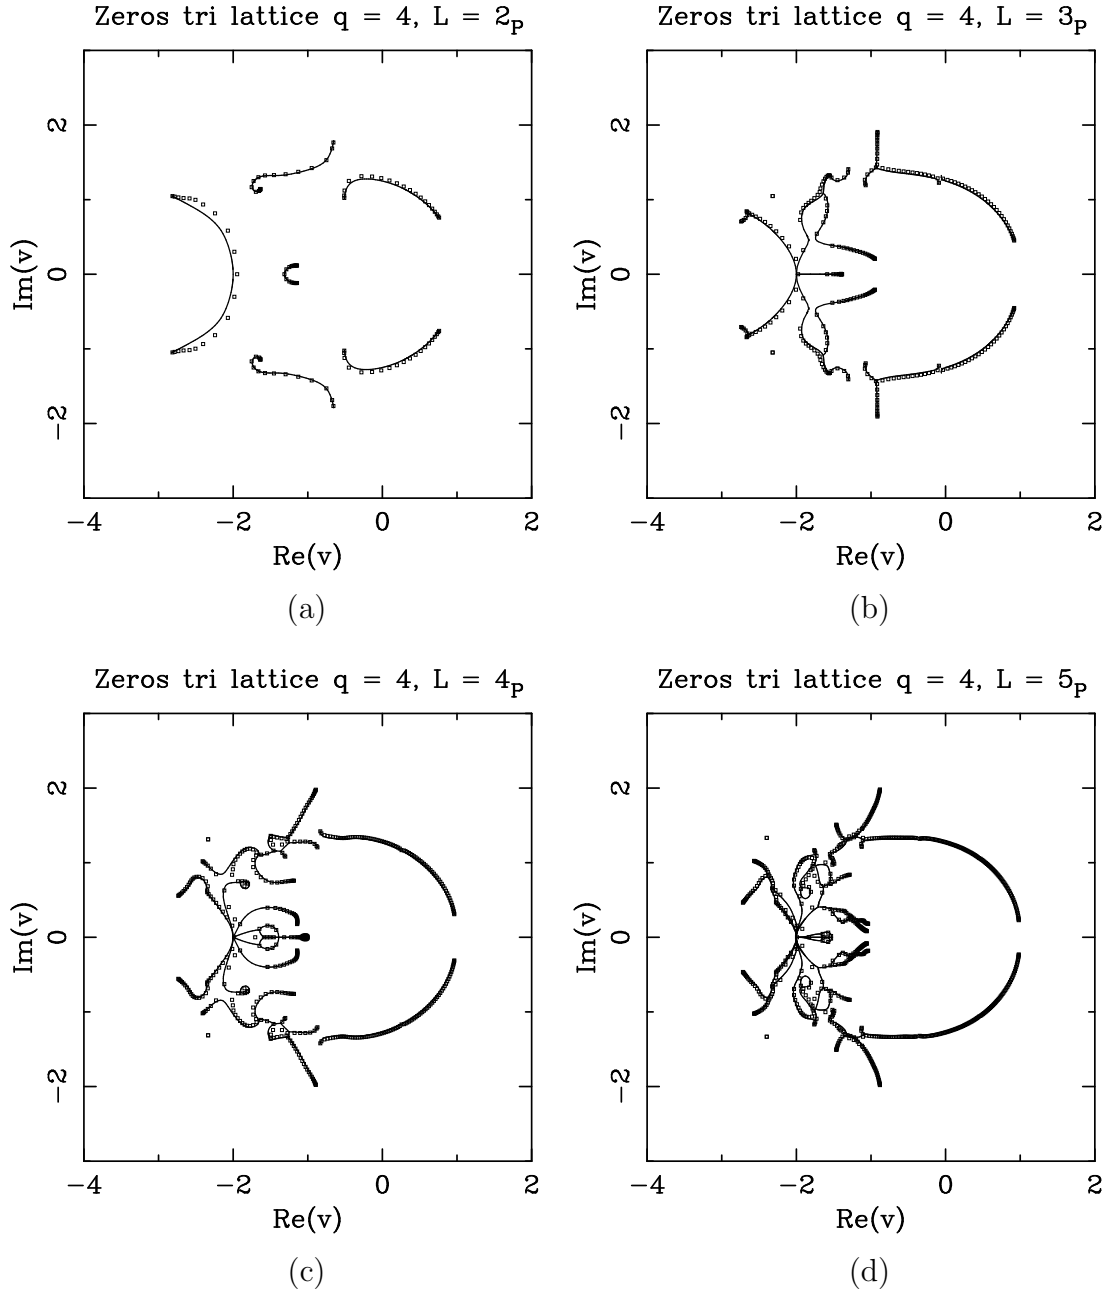 Zeros tri lattice q = 4, L = 2P
Zeros tri lattice q = 4, L = 3P
2
0
−2
Im(v)
−4 −2 0 2
Re(v)
(a)
2
0
−2
Im(v)
−4 −2 0 2
Re(v)
(b)
Zeros tri lattice q = 4, L = 4P
Zeros tri lattice q = 4, L = 5P
2
0
−2
Im(v)
−4 −2 0 2
Re(v)
(c)
2
0
−2
Im(v)
−4 −2 0 2
Re(v)
(d)